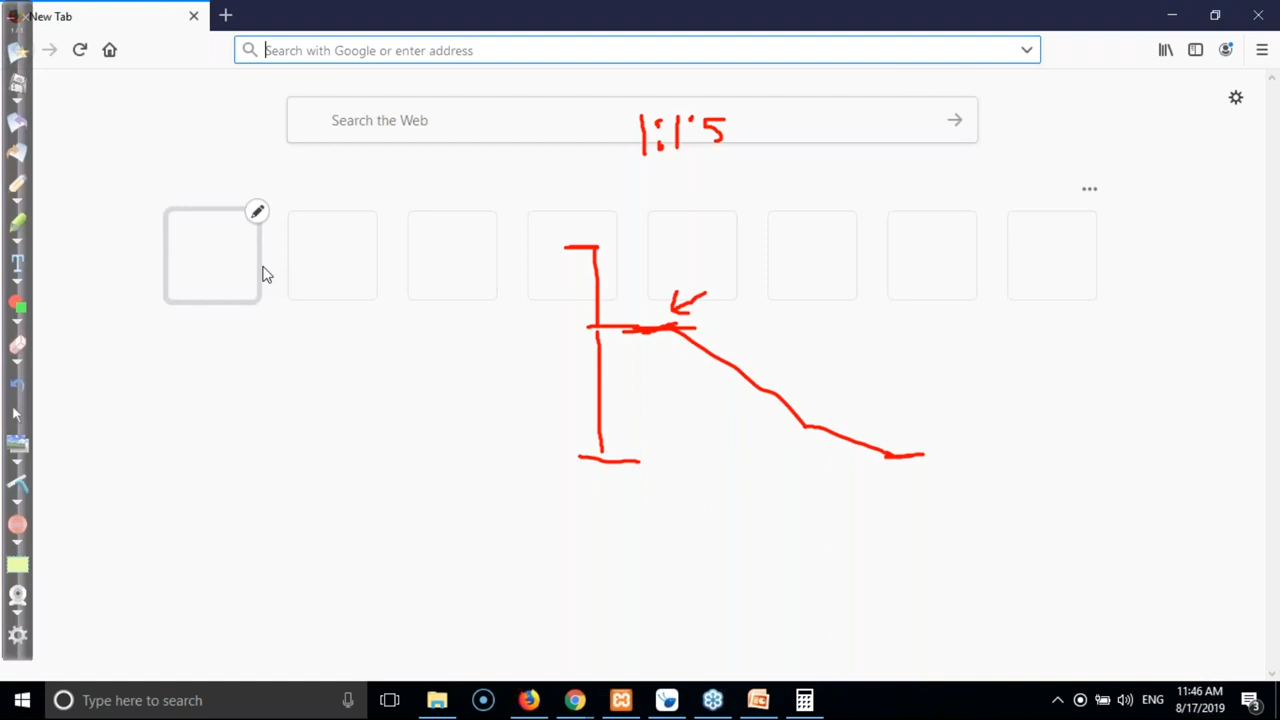 New Tab
Search with Google or enter address
Search the Web
1:1.5
Type here to search
ENG
11:46 AM
8/17/2019
3